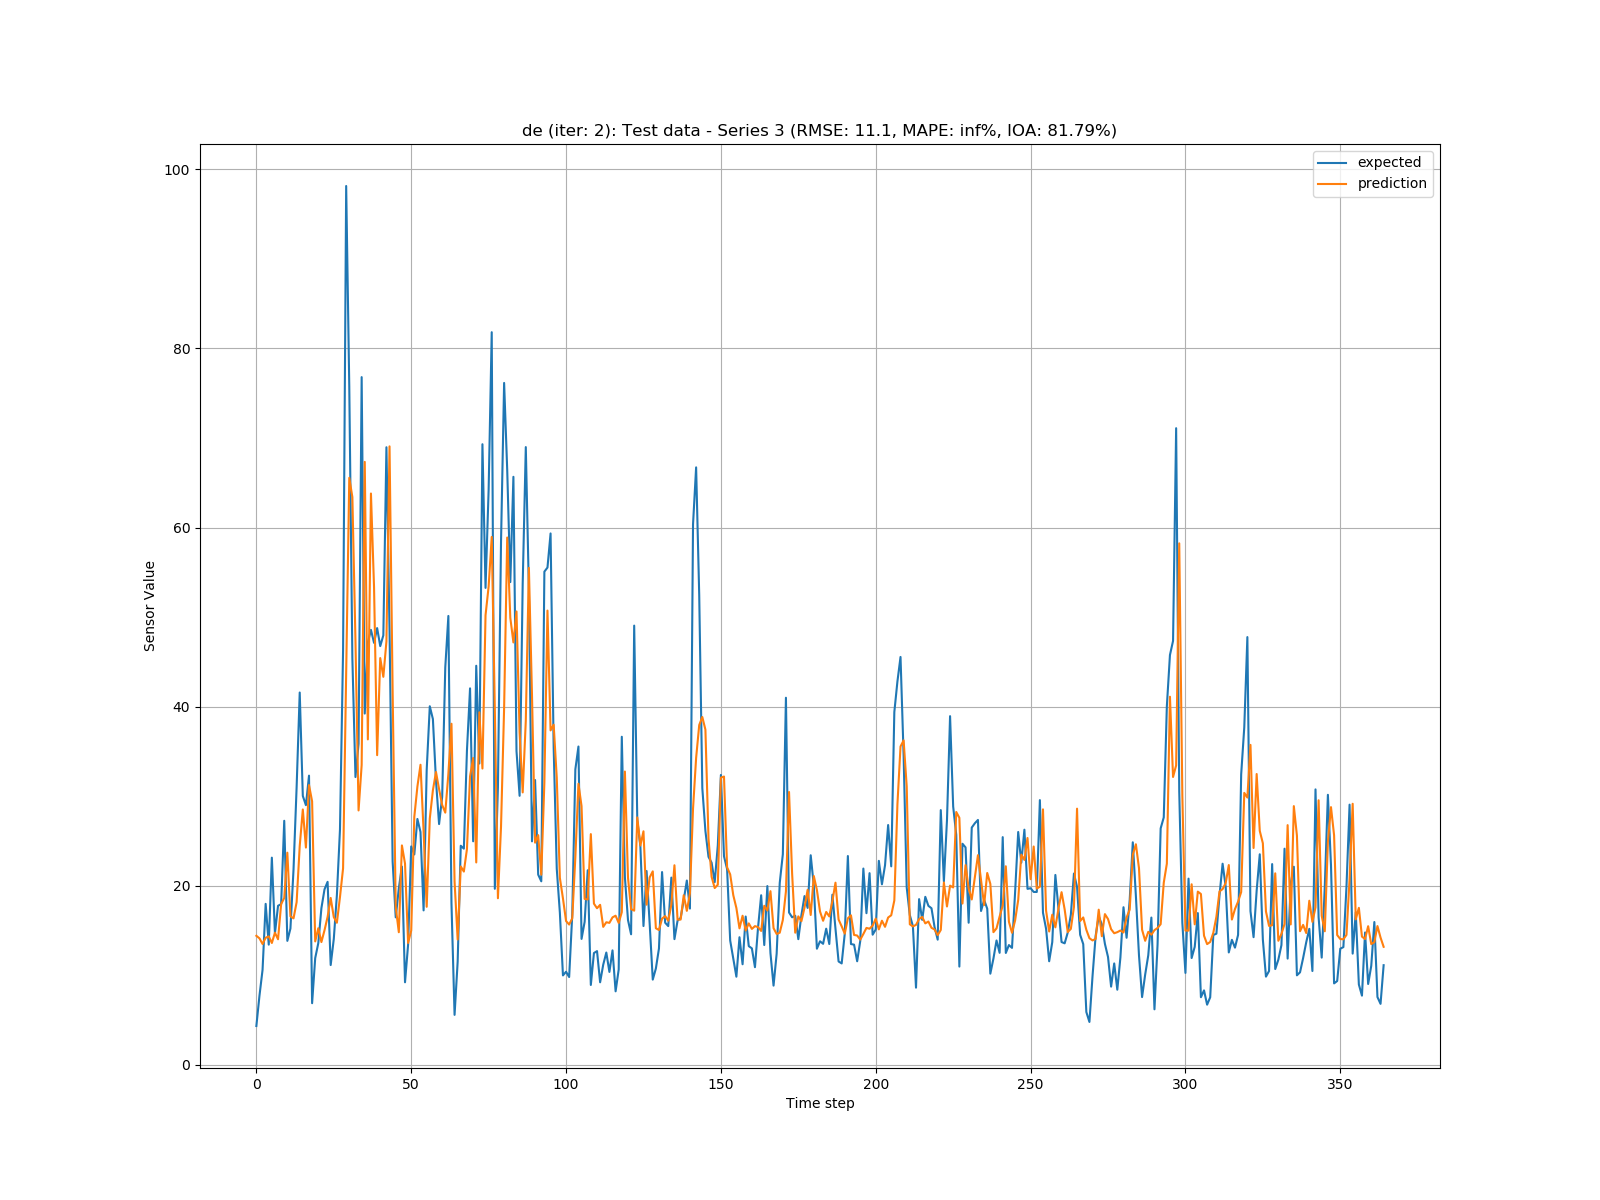 de (iter: 2): Test data - Series 3 (RMSE: 11.1, MAPE: inf%, IOA: 81.79%)
expected
prediction
100
80
60
40
20
0
Sensor Value
0 50 100 150 200 250 300 350
Time step